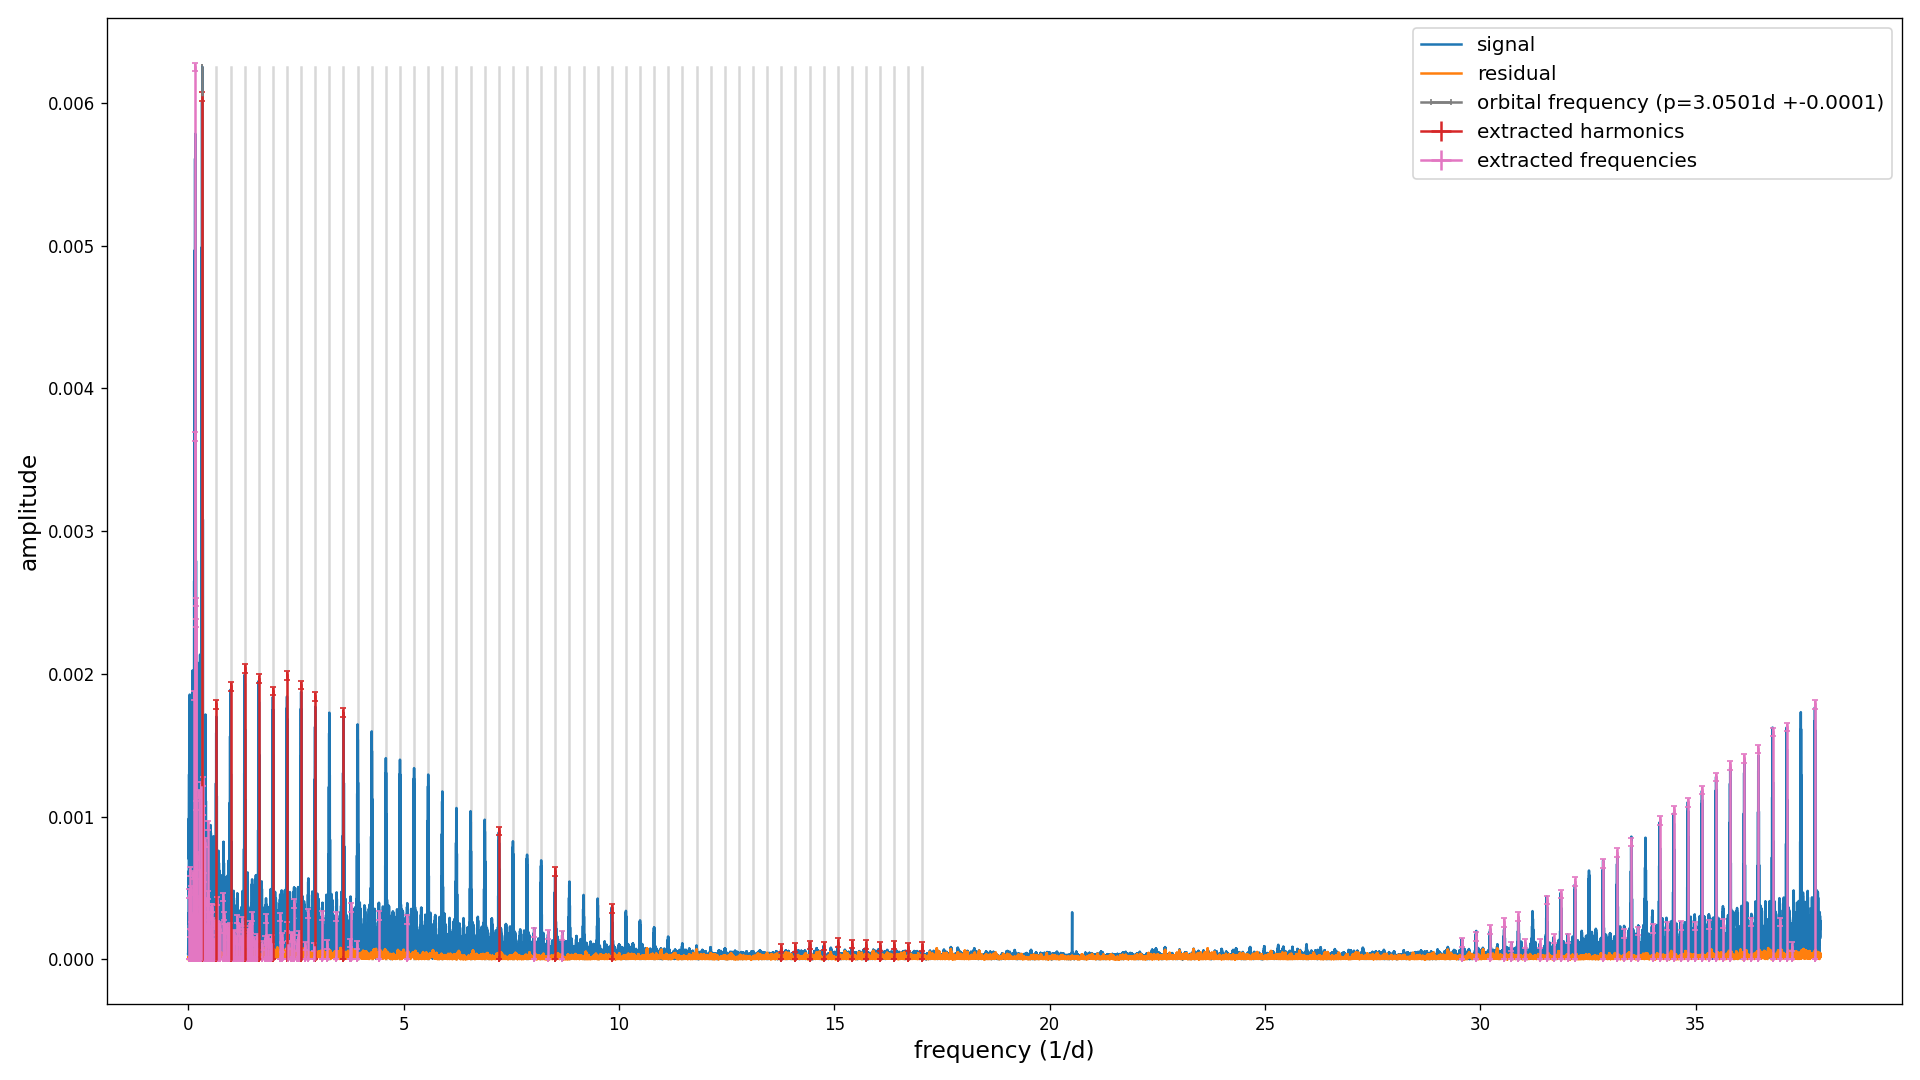 signal
residual
orbital frequency (p=3.0501d +-0.0001)
extracted harmonics
extracted frequencies
0.006
0.005
0.004
0.003
0.002
0.001
0.000
amplitude
0 5 10 15 20 25 30 35
frequency (1/d)